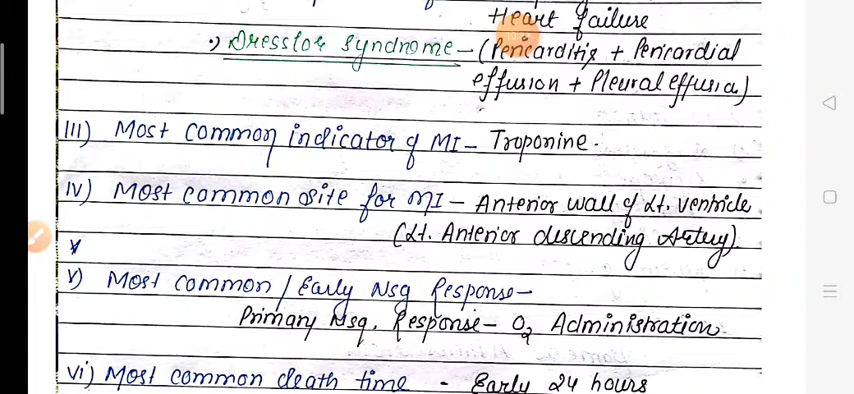 Heart failure
•) Dresslor Syndrome - (Pericarditis + Pericardial
effusion + Pleural effusia)
III) Most common indicator of MI - Troponine.
IV) Most common site for MI - Anterior wall of Lt. ventricle
(Lt. Anterior descending Artery)
V) Most common / Early Nsg Response -
Primary Nsg. Response - O2 Administration
VI) Most common death time - Early 24 hours